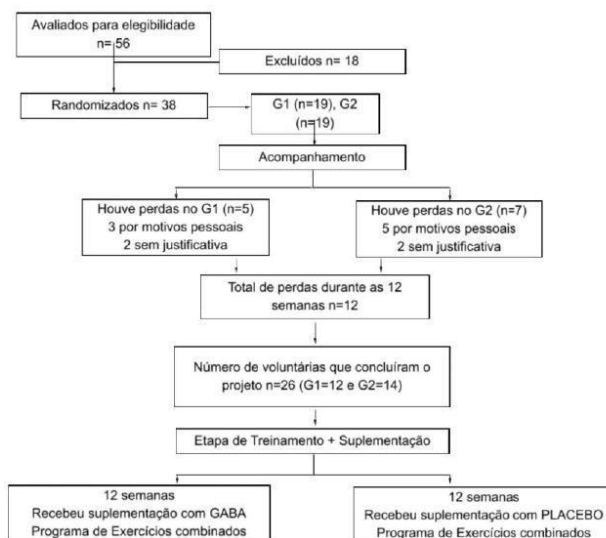 Avaliados para elegibilidade
n= 56
Excluídos n= 18
Randomizados n= 38
G1 (n=19), G2
(n=19)
Acompanhamento
Houve perdas no G1 (n=5)
3 por motivos pessoais
2 sem justificativa
Houve perdas no G2 (n=7)
5 por motivos pessoais
2 sem justificativa
Total de perdas durante as 12
semanas n=12
Número de voluntárias que concluíram o
projeto n=26 (G1=12 e G2=14)
Etapa de Treinamento + Suplementação
12 semanas
Recebeu suplementação com GABA
Programa de Exercícios combinados
12 semanas
Recebeu suplementação com PLACEBO
Programa de Exercícios combinados